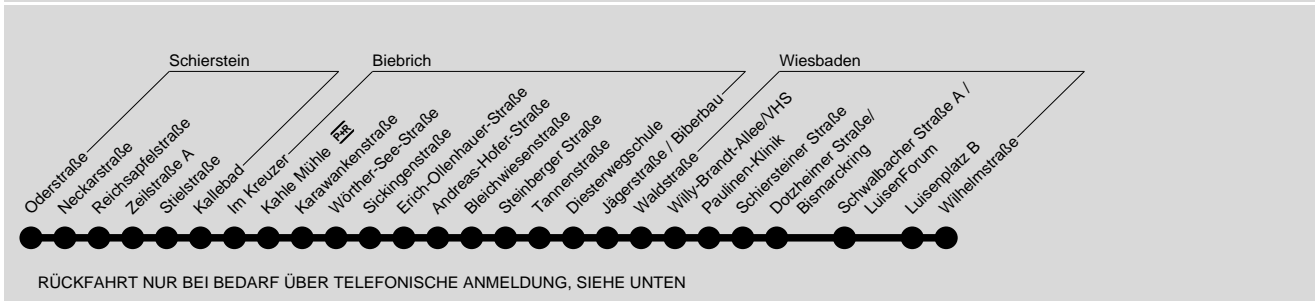 Schierstein
Biebrich
Wiesbaden
Oderstraße
Neckarstraße
Reichsapfelstraße
Zeilstraße A
Stielstraße
Kallebad
Im Kreuzer
Kahle Mühle P+R
Karawankenstraße
Wörther-See-Straße
Sickingenstraße
Erich-Ollenhauer-Straße
Andreas-Hofer-Straße
Bleichwiesenstraße
Steinberger Straße
Tannenstraße
Diesterwegschule
Jägerstraße / Biberbau
Waldstraße
Willy-Brandt-Allee/VHS
Paulinen-Klinik
Schiersteiner Straße
Dotzheimer Straße/
Bismarckring
Schwalbacher Straße A /
LuisenForum
Luisenplatz B
Wilhelmstraße
RÜCKFAHRT NUR BEI BEDARF ÜBER TELEFONISCHE ANMELDUNG, SIEHE UNTEN